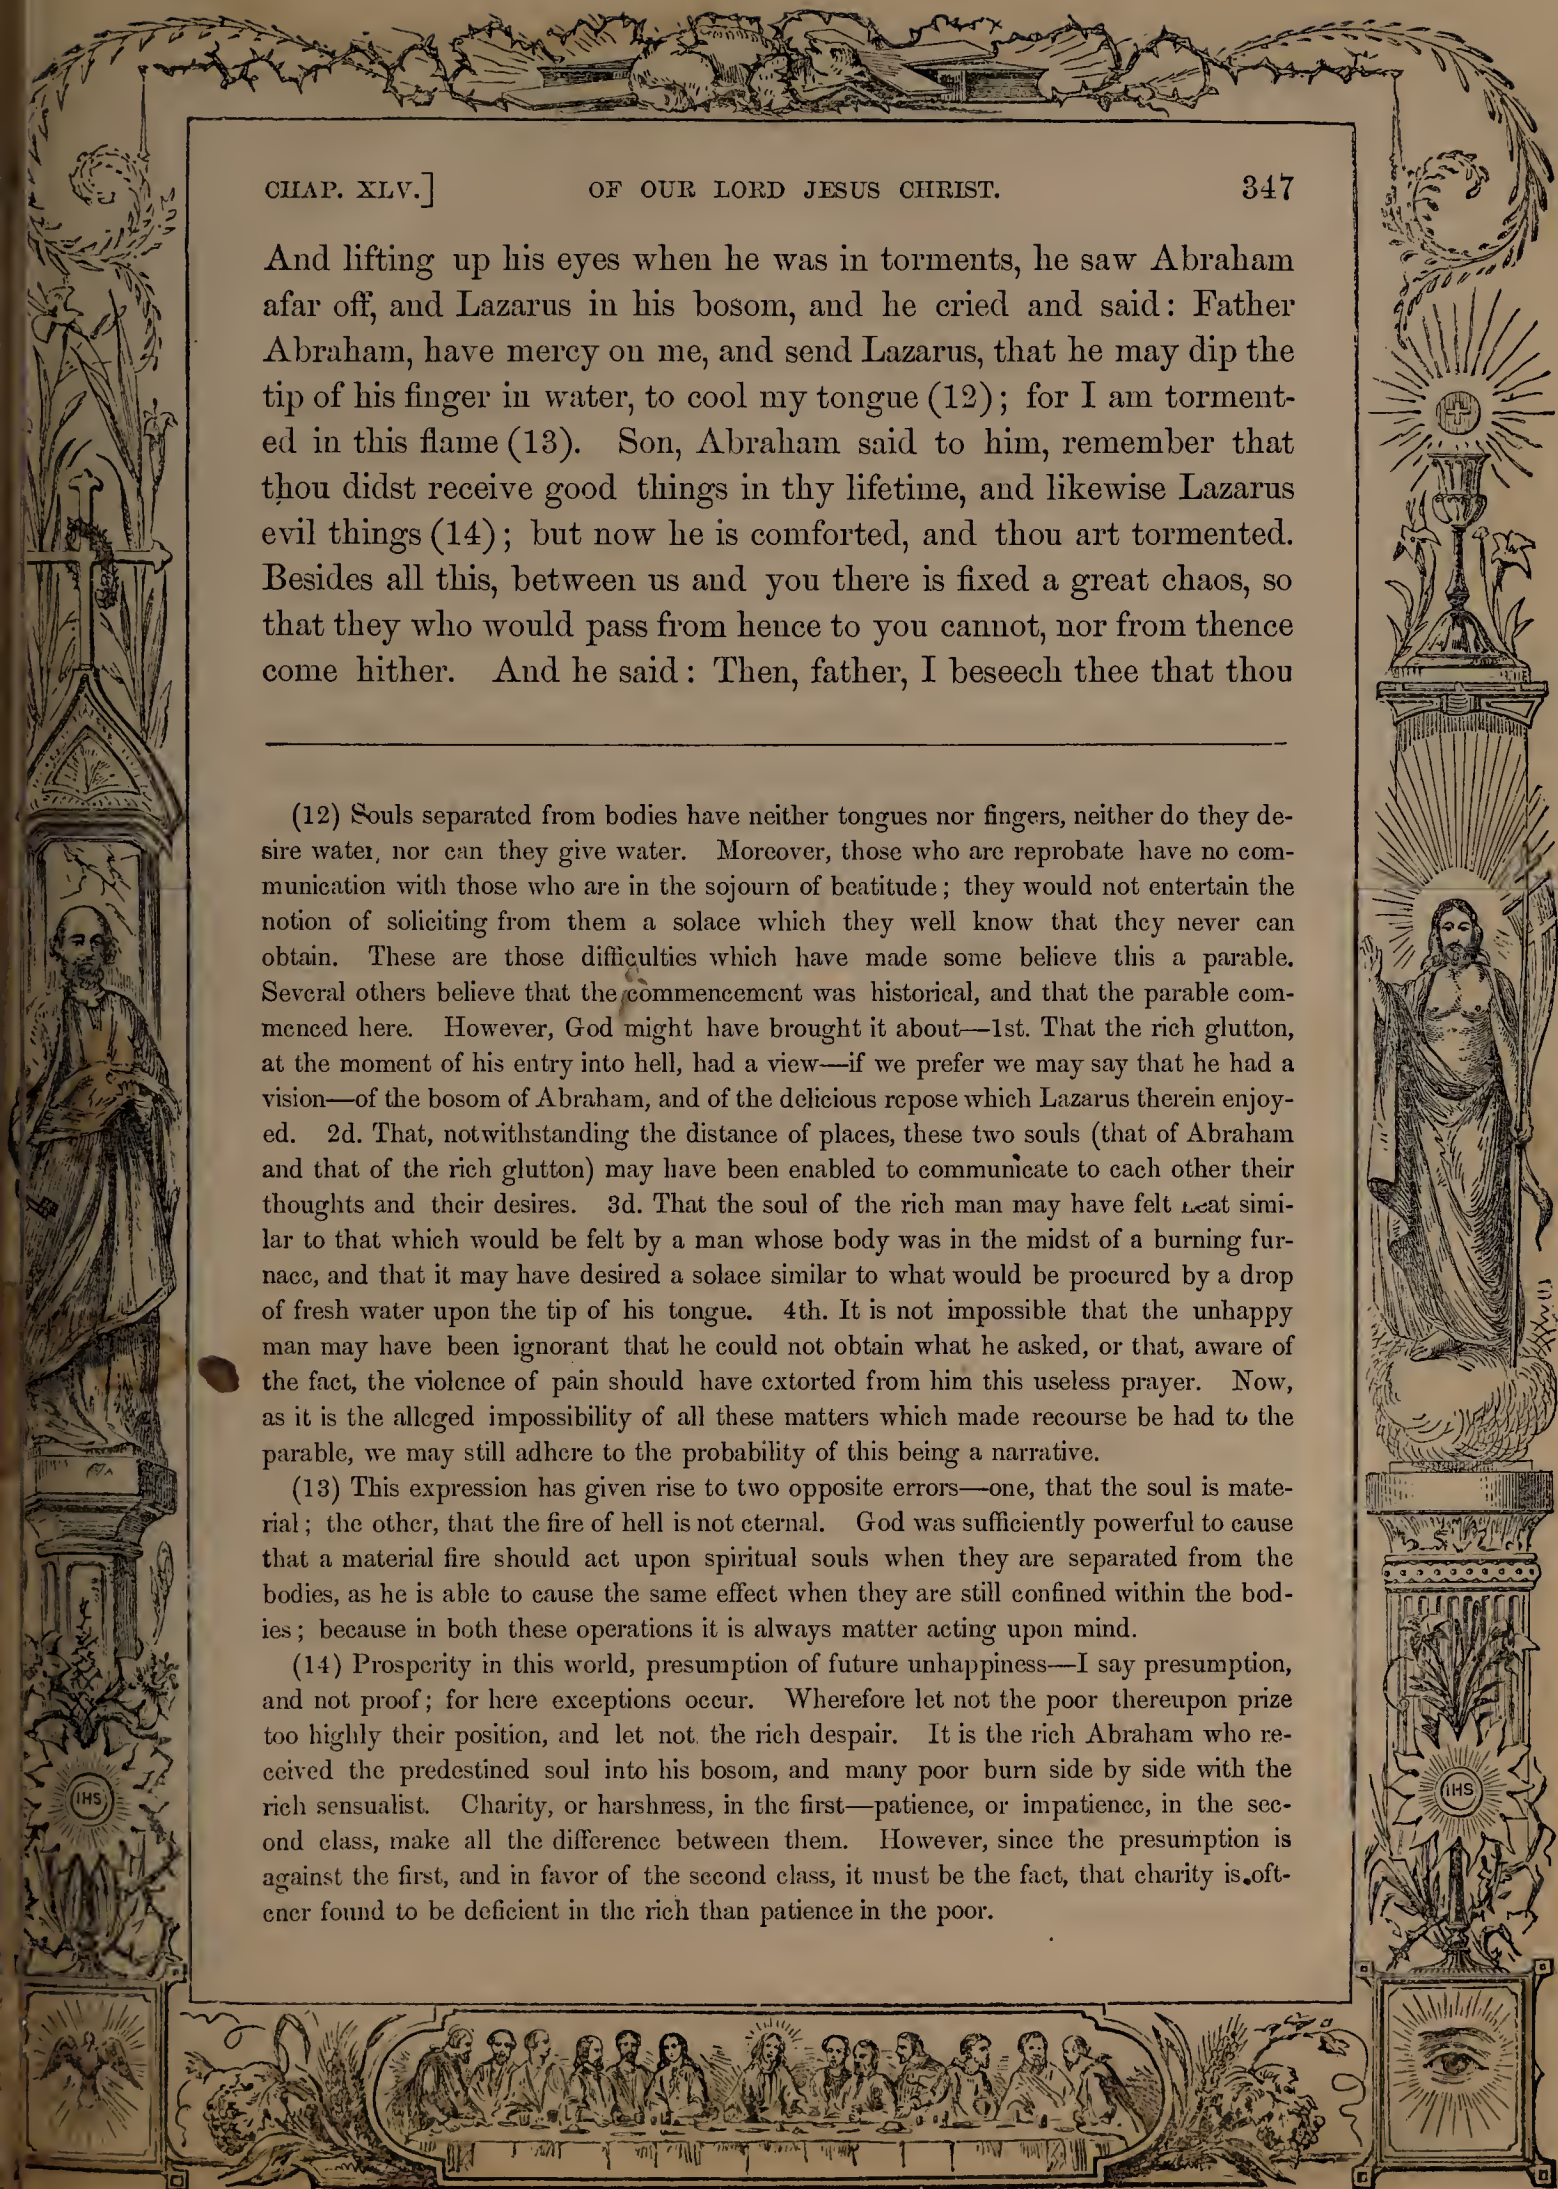 CHAP. XLV.] OF OUR LORD JESUS CHRIST. 347
And lifting up his eyes when he was in torments, he saw Abraham
afar off, and Lazarus in his bosom, and he cried and said: Father
Abraham, have mercy on me, and send Lazarus, that he may dip the
tip of his finger in water, to cool my tongue (12); for I am torment-
ed in this flame (13). Son, Abraham said to him, remember that
thou didst receive good things in thy lifetime, and likewise Lazarus
evil things (14); but now he is comforted, and thou art tormented.
Besides all this, between us and you there is fixed a great chaos, so
that they who would pass from hence to you cannot, nor from thence
come hither. And he said: Then, father, I beseech thee that thou
(12) Souls separated from bodies have neither tongues nor fingers, neither do they de-
sire water, nor can they give water. Moreover, those who are reprobate have no com-
munication with those who are in the sojourn of beatitude; they would not entertain the
notion of soliciting from them a solace which they well know that they never can
obtain. These are those difficulties which have made some believe this a parable.
Several others believe that the commencement was historical, and that the parable com-
menced here. However, God might have brought it about—1st. That the rich glutton,
at the moment of his entry into hell, had a view—if we prefer we may say that he had a
vision—of the bosom of Abraham, and of the delicious repose which Lazarus therein enjoy-
ed. 2d. That, notwithstanding the distance of places, these two souls (that of Abraham
and that of the rich glutton) may have been enabled to communicate to each other their
thoughts and their desires. 3d. That the soul of the rich man may have felt heat simi-
lar to that which would be felt by a man whose body was in the midst of a burning fur-
nace, and that it may have desired a solace similar to what would be procured by a drop
of fresh water upon the tip of his tongue. 4th. It is not impossible that the unhappy
man may have been ignorant that he could not obtain what he asked, or that, aware of
the fact, the violence of pain should have extorted from him this useless prayer. Now,
as it is the alleged impossibility of all these matters which made recourse be had to the
parable, we may still adhere to the probability of this being a narrative.
(13) This expression has given rise to two opposite errors—one, that the soul is mate-
rial; the other, that the fire of hell is not eternal. God was sufficiently powerful to cause
that a material fire should act upon spiritual souls when they are separated from the
bodies, as he is able to cause the same effect when they are still confined within the bod-
ies; because in both these operations it is always matter acting upon mind.
(14) Prosperity in this world, presumption of future unhappiness—I say presumption,
and not proof; for here exceptions occur. Wherefore let not the poor thereupon prize
too highly their position, and let not the rich despair. It is the rich Abraham who re-
ceived the predestined soul into his bosom, and many poor burn side by side with the
rich sensualist. Charity, or harshness, in the first—patience, or impatience, in the sec-
ond class, make all the difference between them. However, since the presumption is
against the first, and in favor of the second class, it must be the fact, that charity is oft-
ener found to be deficient in the rich than patience in the poor.
IHS
IHS